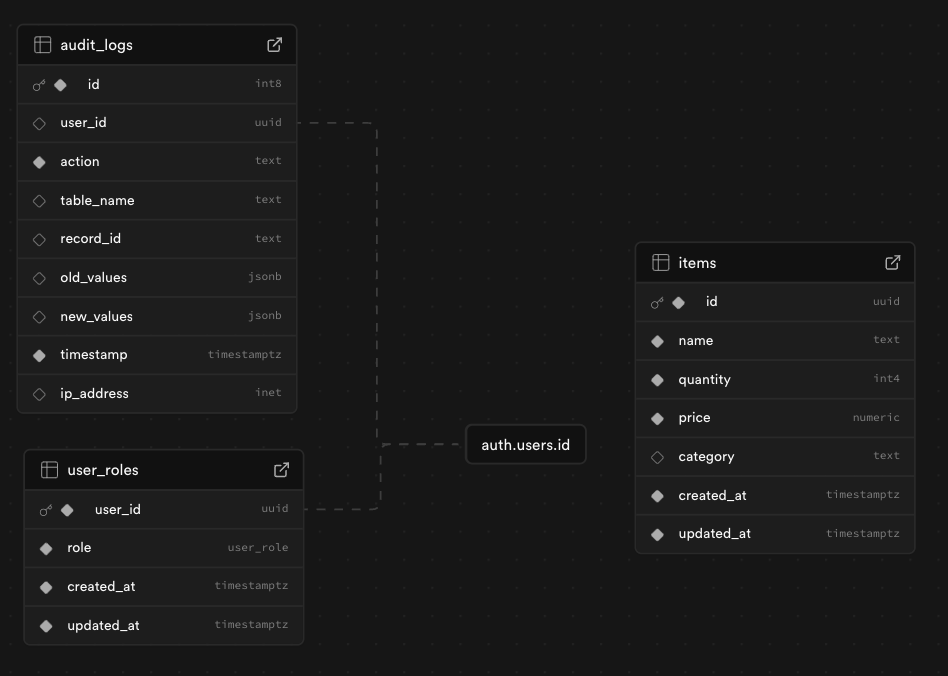 audit_logs
id int8
user_id uuid
action text
table_name text
record_id text
old_values jsonb
new_values jsonb
timestamp timestamptz
ip_address inet
user_roles
user_id uuid
role user_role
created_at timestamptz
updated_at timestamptz
auth.users.id
items
id uuid
name text
quantity int4
price numeric
category text
created_at timestamptz
updated_at timestamptz